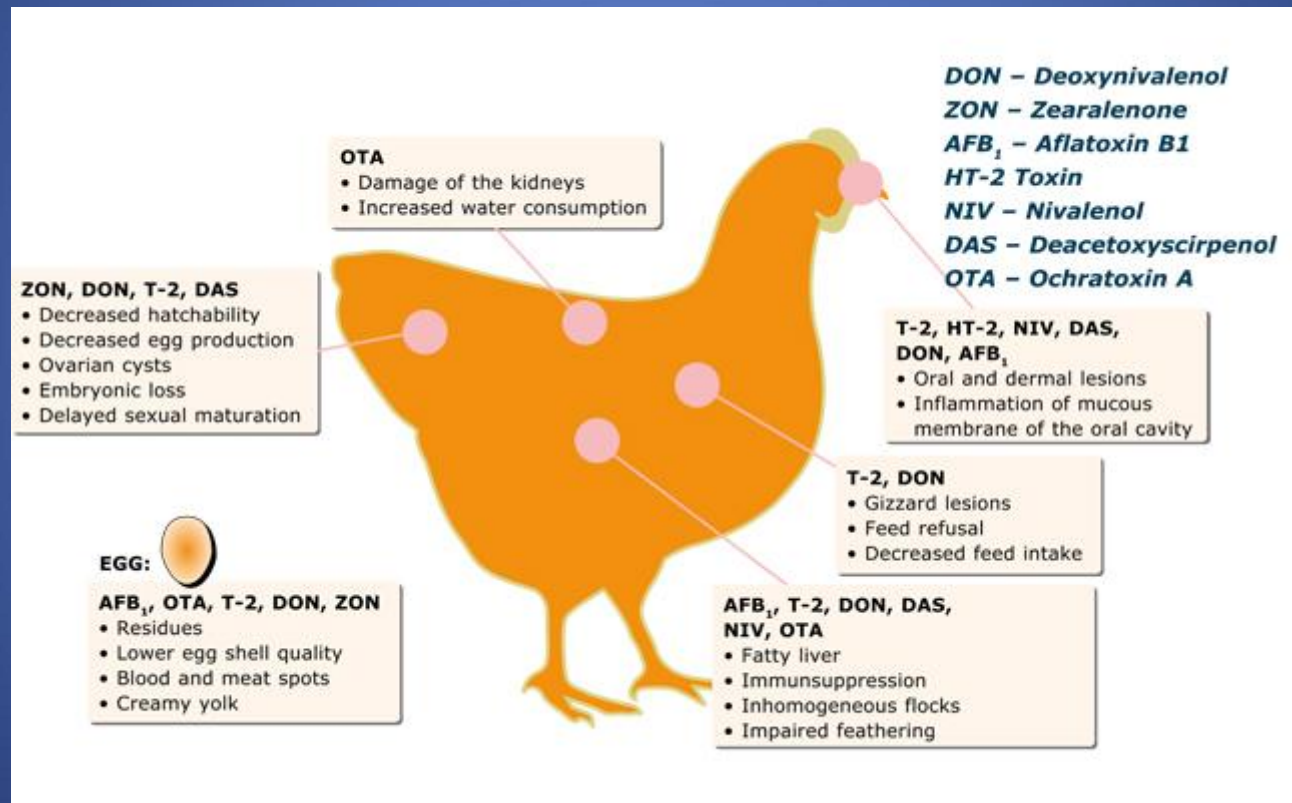 DON – Deoxynivalenol
ZON – Zearalenone
AFB₁ – Aflatoxin B1
HT-2 Toxin
NIV – Nivalenol
DAS – Deacetoxyscirpenol
OTA – Ochratoxin A
OTA
• Damage of the kidneys
• Increased water consumption
ZON, DON, T-2, DAS
• Decreased hatchability
• Decreased egg production
• Ovarian cysts
• Embryonic loss
• Delayed sexual maturation
T-2, HT-2, NIV, DAS,
DON, AFB₁
• Oral and dermal lesions
• Inflammation of mucous
membrane of the oral cavity
T-2, DON
• Gizzard lesions
• Feed refusal
• Decreased feed intake
EGG:
AFB₁, OTA, T-2, DON, ZON
• Residues
• Lower egg shell quality
• Blood and meat spots
• Creamy yolk
AFB₁, T-2, DON, DAS,
NIV, OTA
• Fatty liver
• Immunsuppression
• Inhomogeneous flocks
• Impaired feathering